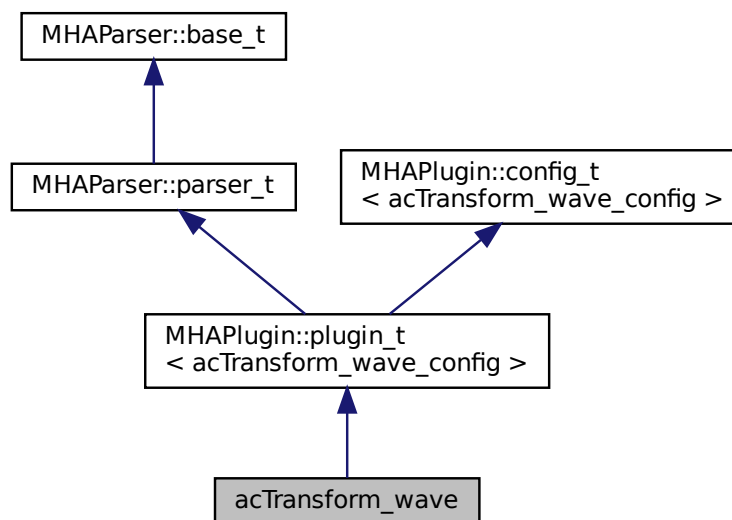 MHAParser::base_t
MHAParser::parser_t
MHAPlugin::config_t
< acTransform_wave_config >
MHAPlugin::plugin_t
< acTransform_wave_config >
acTransform_wave